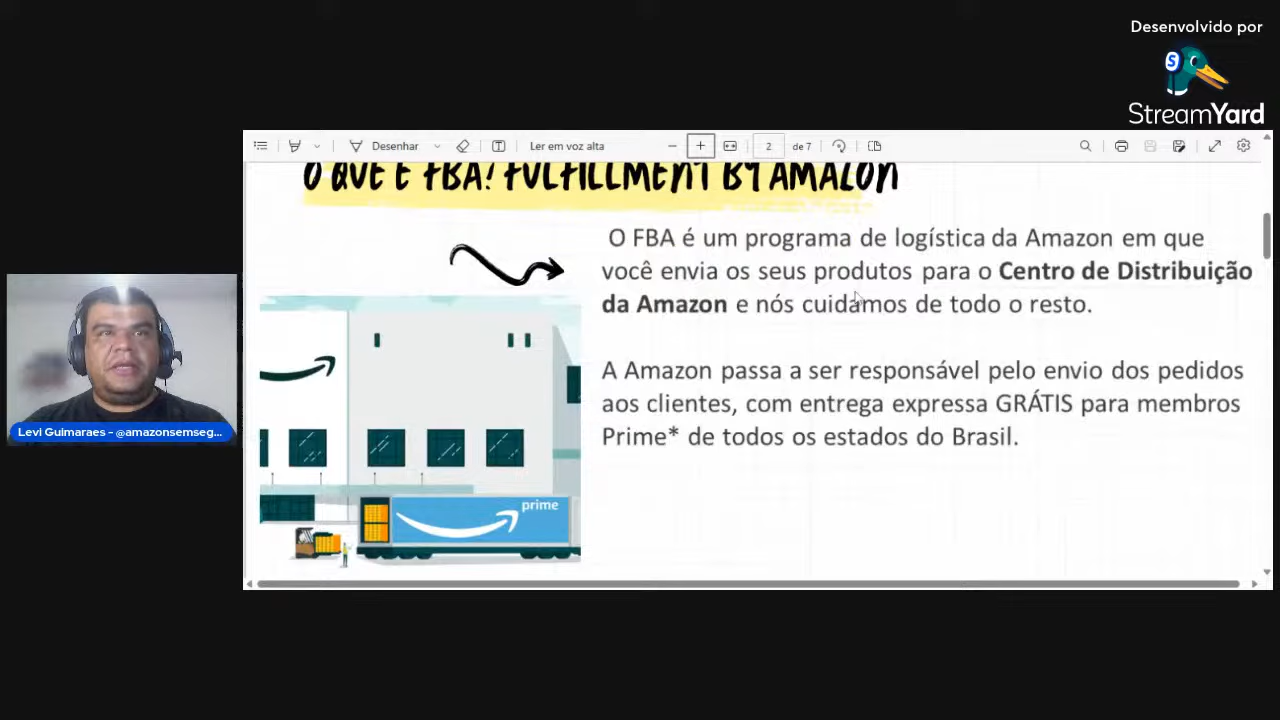 Desenvolvido por
StreamYard
Desenhar
Ler em voz alta
2 de 7
O QUE É FBA? FULFILLMENT BY AMAZON
O FBA é um programa de logística da Amazon em que
você envia os seus produtos para o Centro de Distribuição
da Amazon e nós cuidamos de todo o resto.
A Amazon passa a ser responsável pelo envio dos pedidos
aos clientes, com entrega expressa GRÁTIS para membros
Prime* de todos os estados do Brasil.
prime
Levi Guimaraes - @amazonsemseg...